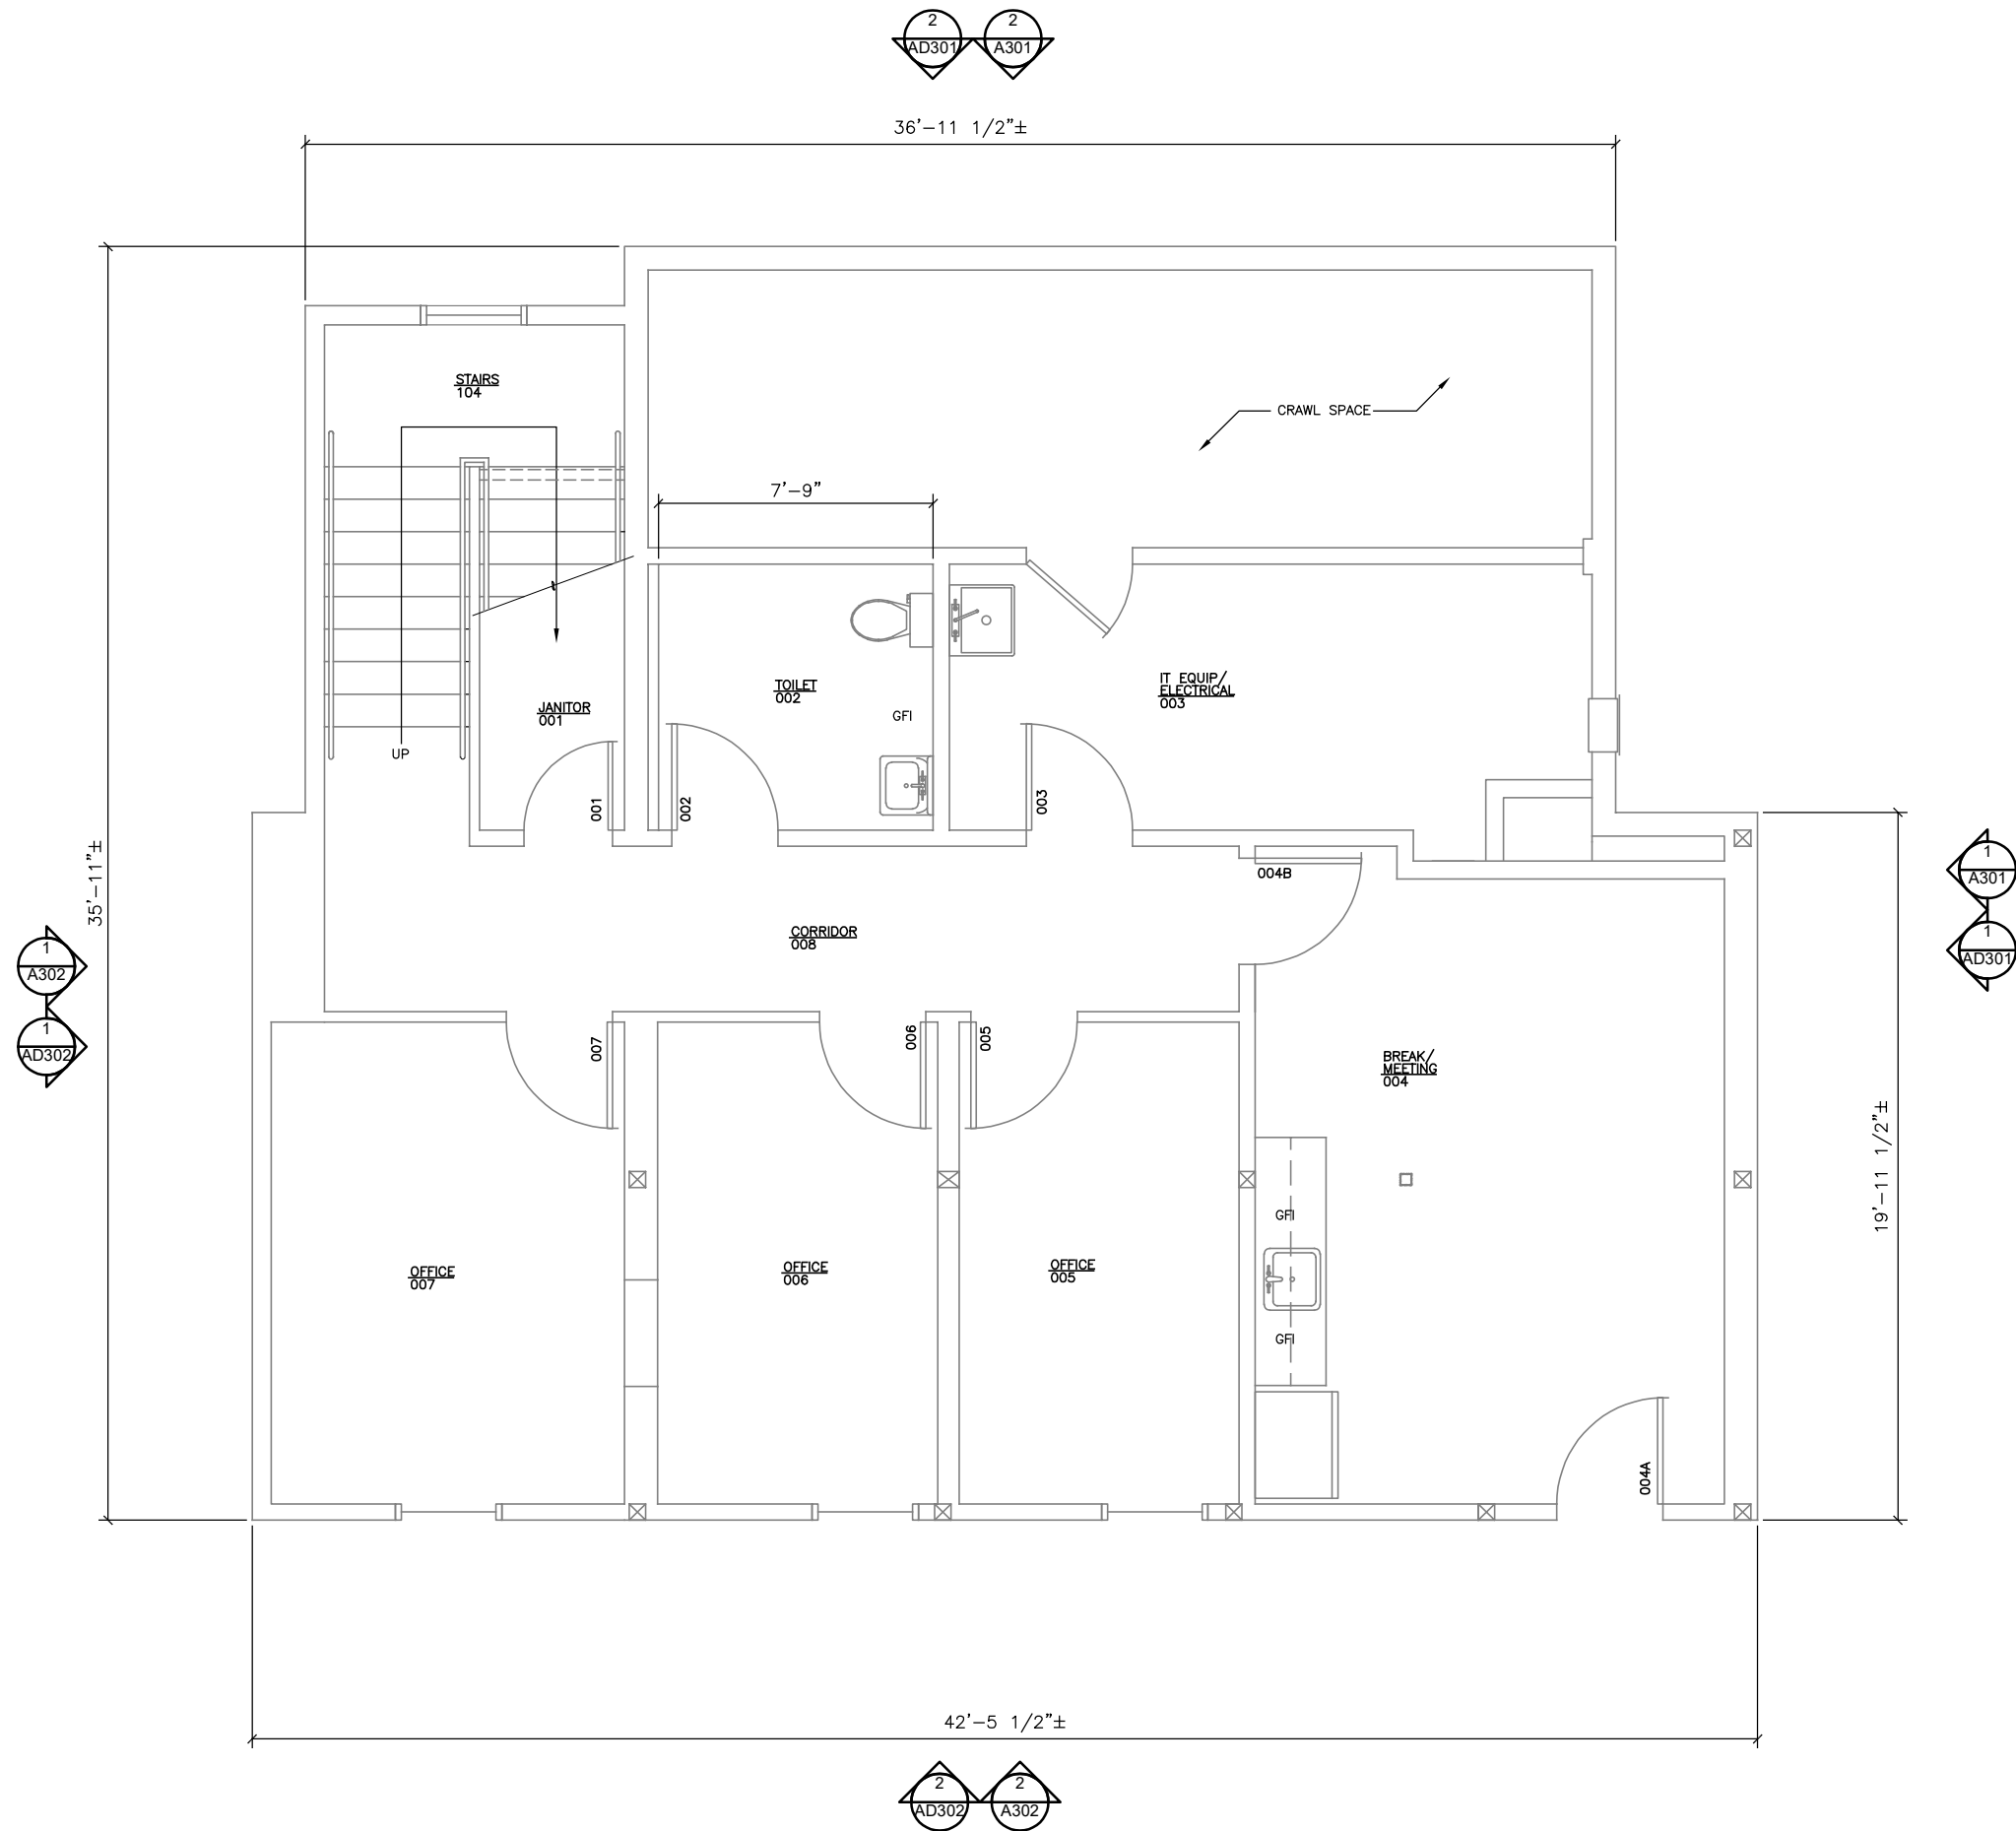 2
AD301
2
A301
36'-11 1/2"±
STAIRS
104
CRAWL SPACE
7'-9"
IT EQUIP/
ELECTRICAL
003
TOILET
002
JANITOR
001
GFI
UP
001
002
003
35'-11"±
004B
1
A301
1
AD301
CORRIDOR
008
1
A302
1
AD302
007
006
005
BREAK/
MEETING
004
19'-11 1/2"±
GFI
OFFICE
007
OFFICE
006
OFFICE
005
GFI
004A
42'-5 1/2"±
2
AD302
2
A302